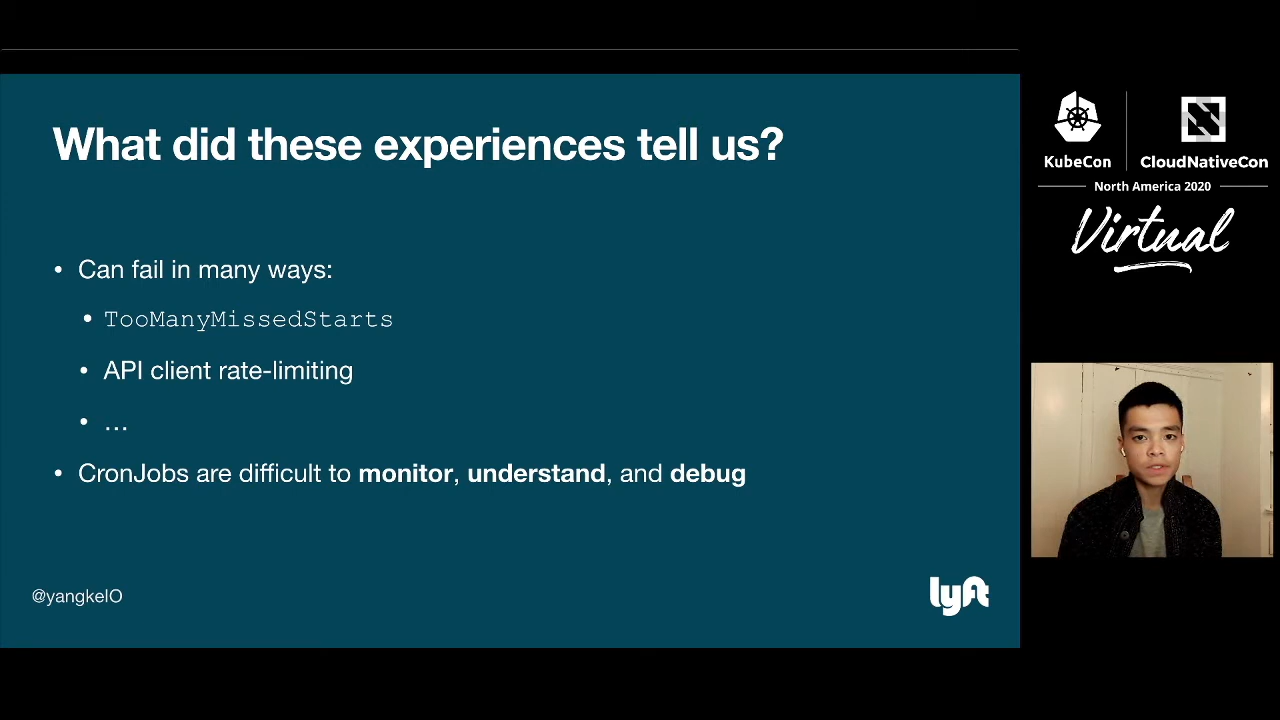 What did these experiences tell us?
• Can fail in many ways:
• TooManyMissedStarts
• API client rate-limiting
• ...
• CronJobs are difficult to monitor, understand, and debug
@yangkeIO
lyft
KubeCon
CloudNativeCon
North America 2020
Virtual